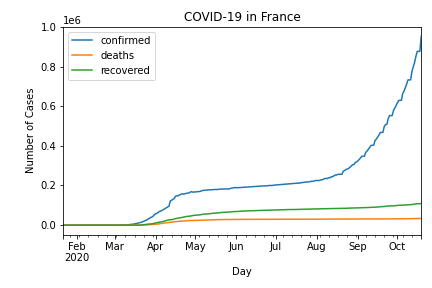 COVID-19 in France
1e6
1.0
0.8
0.6
0.4
0.2
0.0
Number of Cases
confirmed
deaths
recovered
Feb Mar Apr May Jun Jul Aug Sep Oct
2020
Day